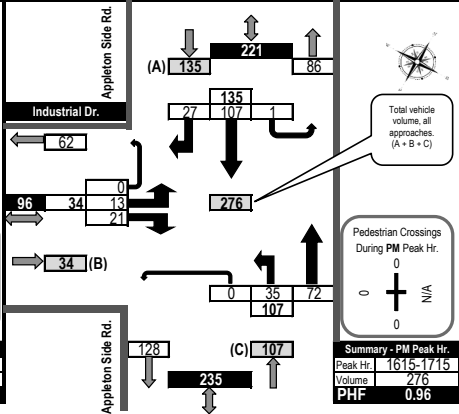 Appleton Side Rd.
221
(A) 135
86
Industrial Dr.
135
27 107 1
Total vehicle
volume, all
approaches.
(A + B + C)
62
0
96 34 13
21
276
34 (B)
Pedestrian Crossings
During PM Peak Hr.
0
0
N/A
0
0 35 72
107
Appleton Side Rd.
128
(C) 107
235
Summary - PM Peak Hr.
Peak Hr. 1615-1715
Volume 276
PHF 0.96